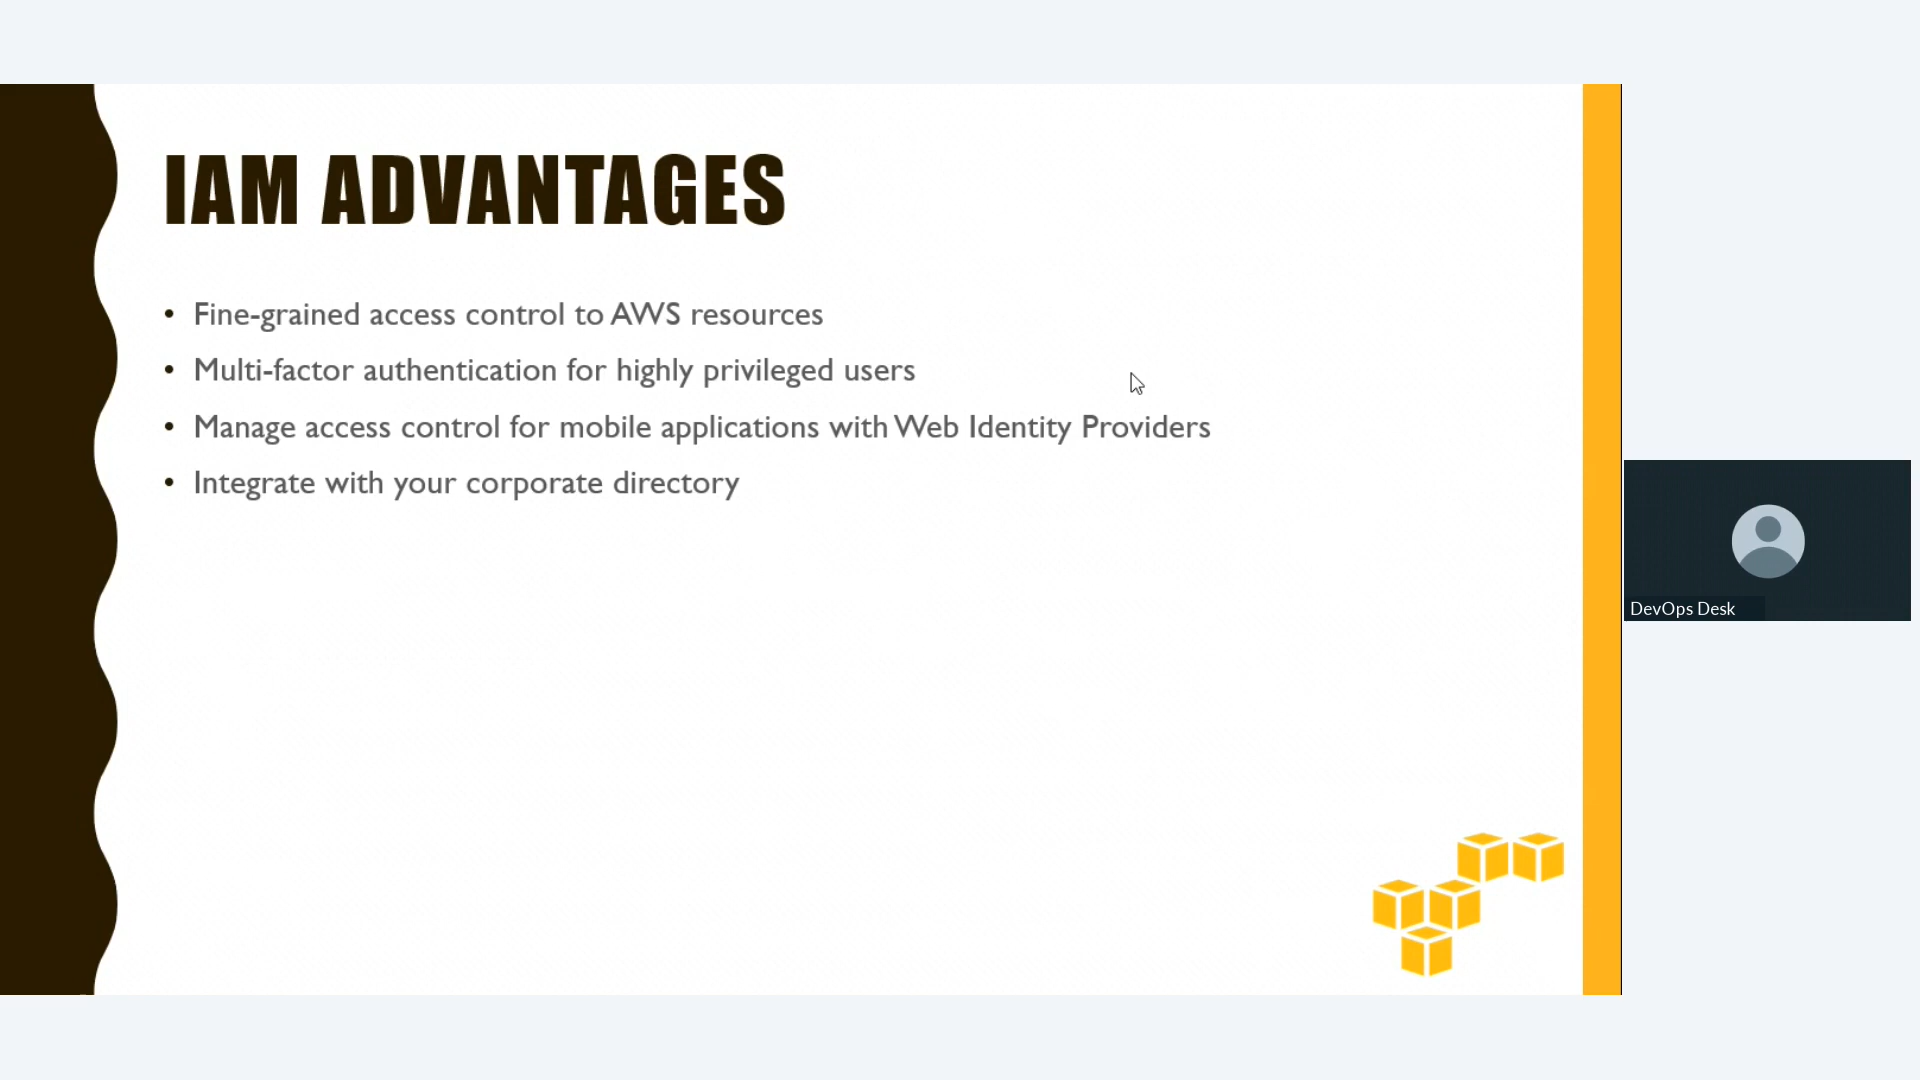 IAM ADVANTAGES
• Fine-grained access control to AWS resources
• Multi-factor authentication for highly privileged users
• Manage access control for mobile applications with Web Identity Providers
• Integrate with your corporate directory
DevOps Desk